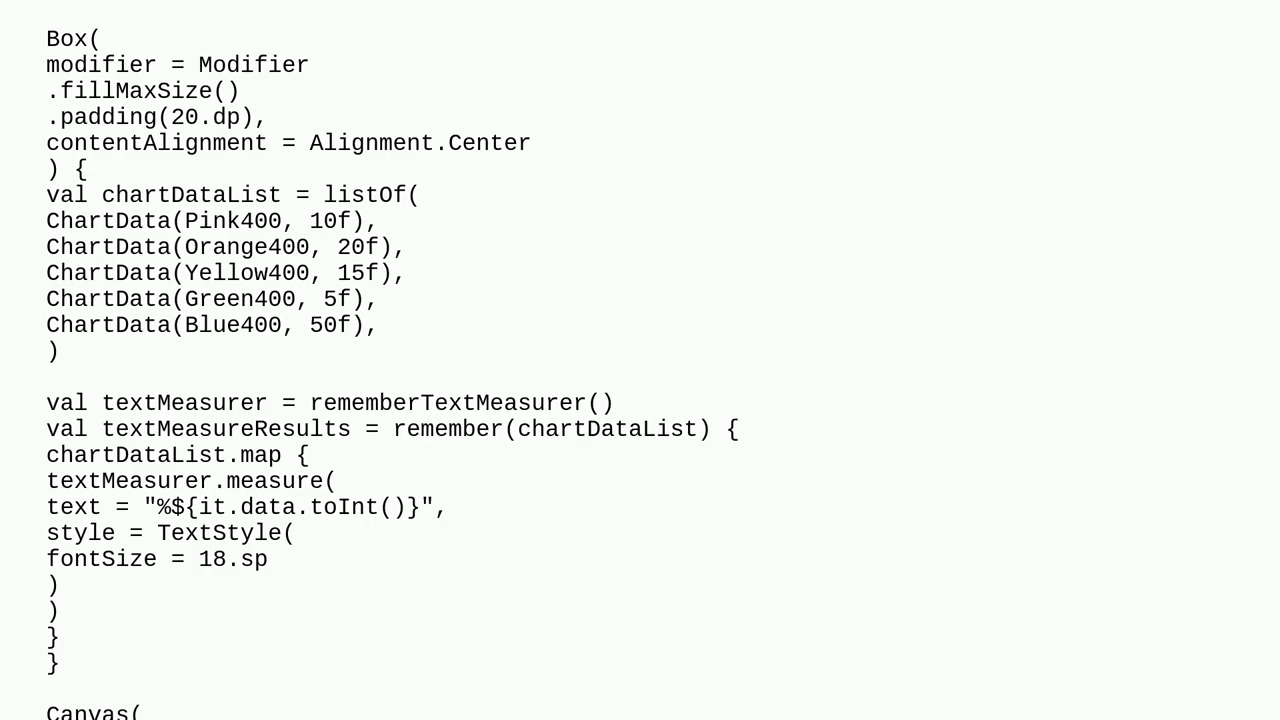 Box(
modifier = Modifier
.fillMaxSize()
.padding(20.dp),
contentAlignment = Alignment.Center
) {
val chartDataList = listOf(
ChartData(Pink400, 10f),
ChartData(Orange400, 20f),
ChartData(Yellow400, 15f),
ChartData(Green400, 5f),
ChartData(Blue400, 50f),
)

val textMeasurer = rememberTextMeasurer()
val textMeasureResults = remember(chartDataList) {
chartDataList.map {
textMeasurer.measure(
text = "%${it.data.toInt()}",
style = TextStyle(
fontSize = 18.sp
)
)
}
}

Canvas(